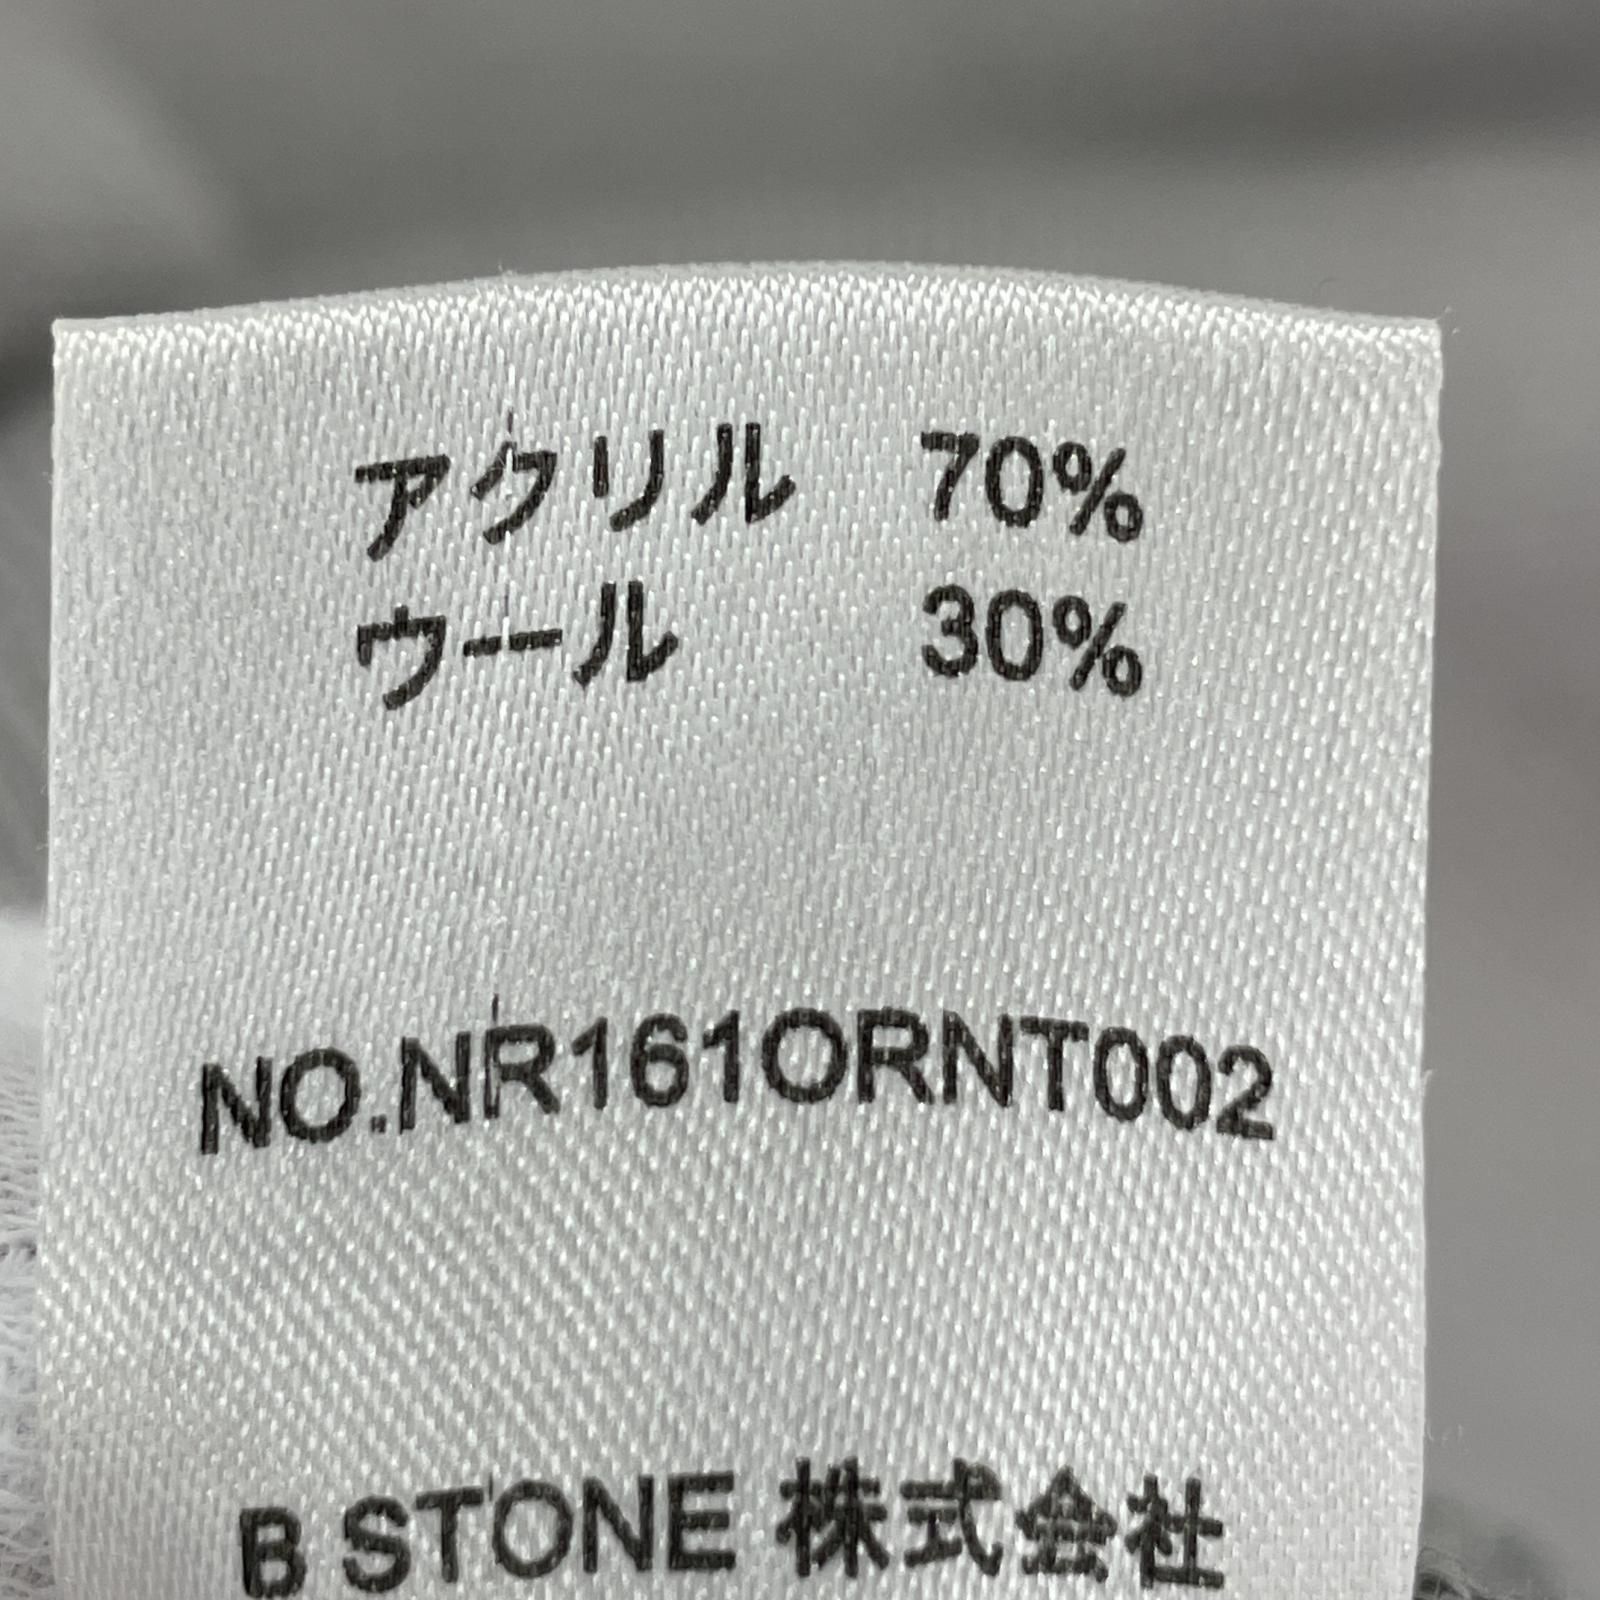 アクリル 70%
ウール 30%
NO.NR161ORNT002
B STONE 株式会社